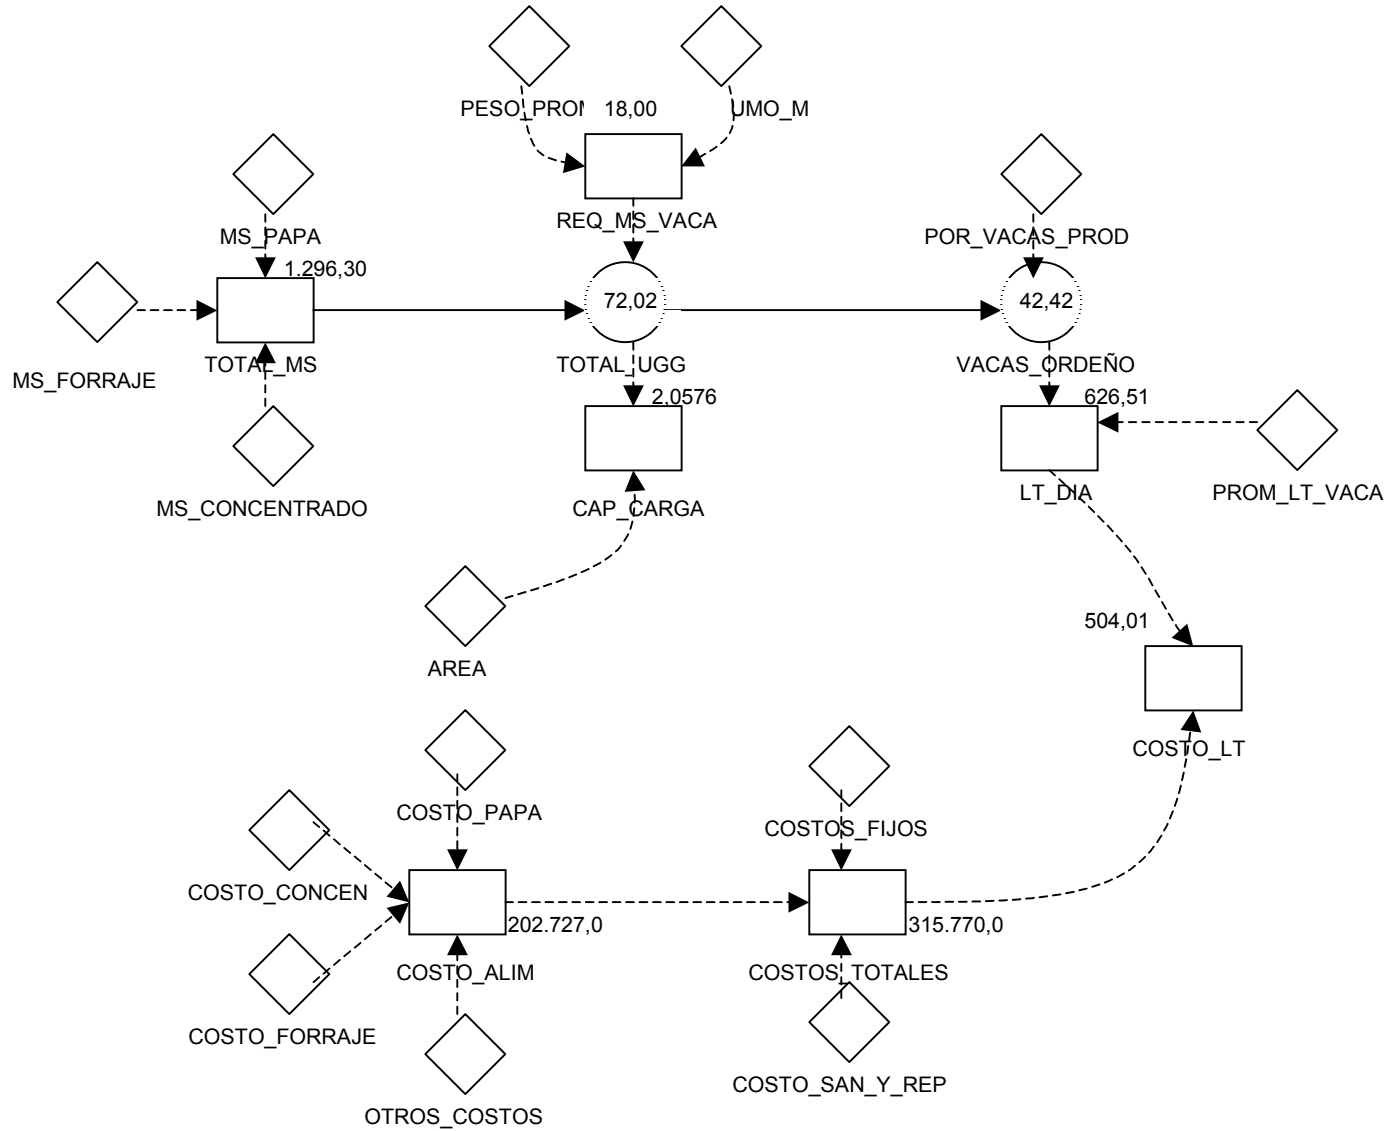 PESO_PROM
18,00
UMO_M
MS_PAPA
REQ_MS_VACA
POR_VACAS_PROD
1.296,30
72,02
42,42
TOTAL_MS
TOTAL_UGG
VACAS_ORDEÑO
MS_FORRAJE
2,0576
626,51
MS_CONCENTRADO
CAP_CARGA
LT_DIA
PROM_LT_VACA
504,01
AREA
COSTO_LT
COSTO_PAPA
COSTOS_FIJOS
COSTO_CONCEN
202.727,0
315.770,0
COSTO_ALIM
COSTOS_TOTALES
COSTO_FORRAJE
COSTO_SAN_Y_REP
OTROS_COSTOS